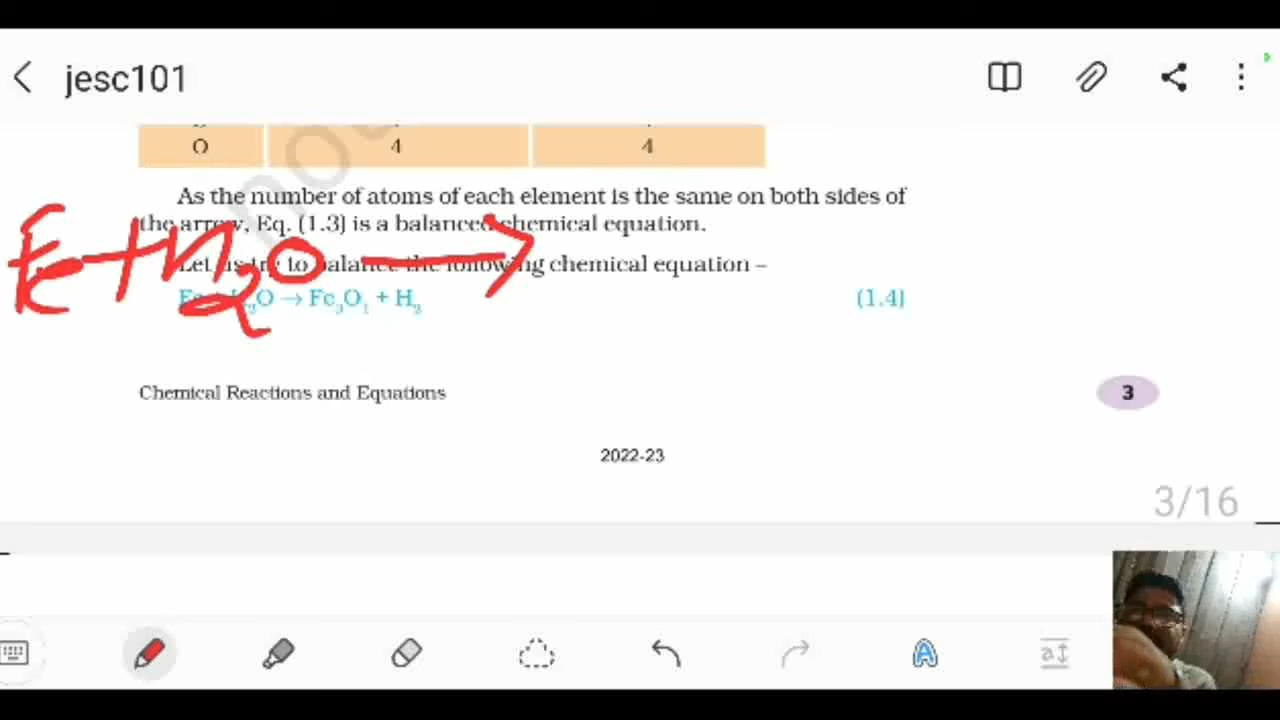 jesc101
O 4 4
As the number of atoms of each element is the same on both sides of
the arrow, Eq. (1.3) is a balanced chemical equation.
Let us try to balance the following chemical equation –
Fe + H₂O → Fe₃O₄ + H₂ (1.4)
+ H₂O →
Chemical Reactions and Equations 3
2022-23
3/16
A
a